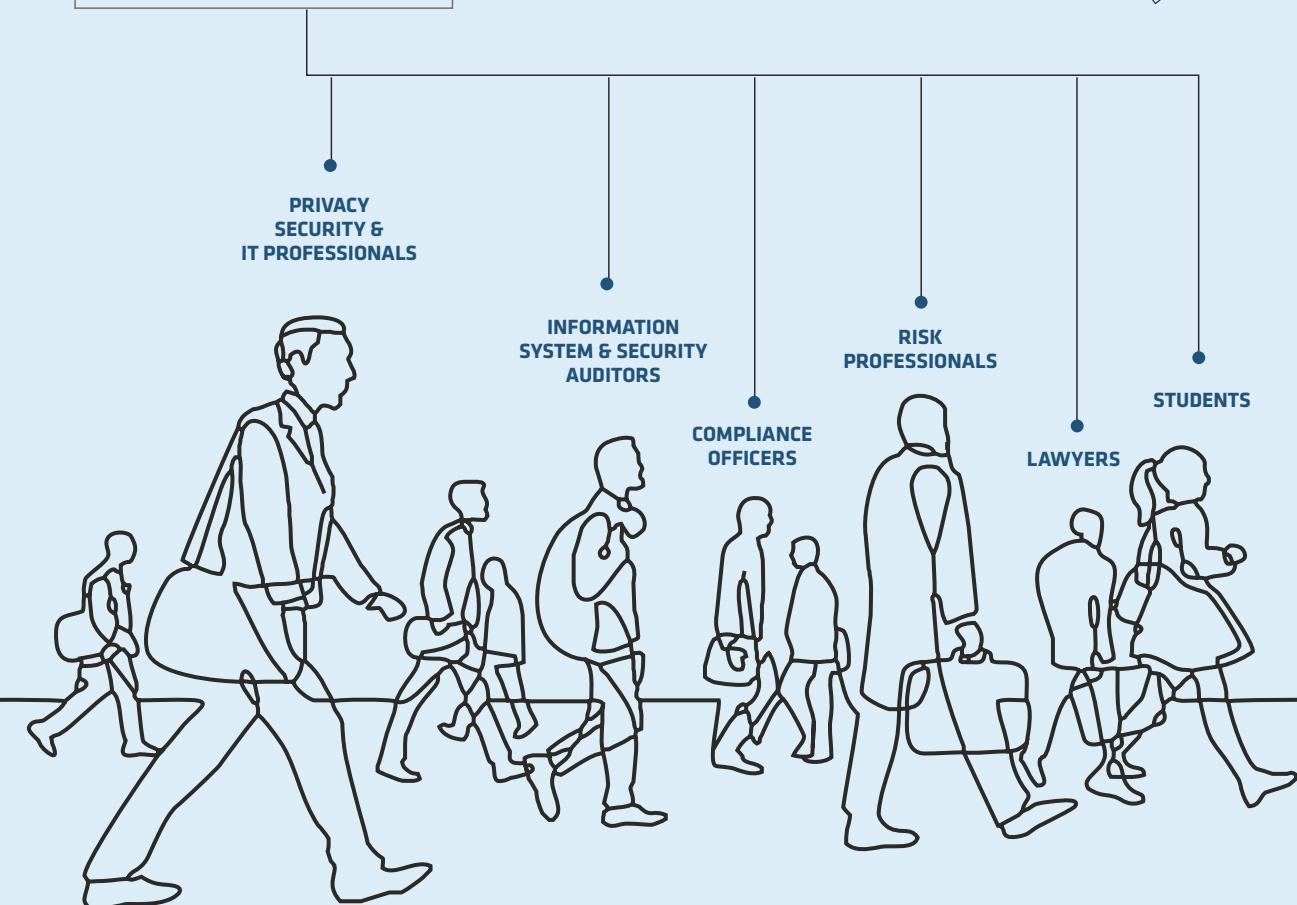 PRIVACY
SECURITY &
IT PROFESSIONALS
INFORMATION
SYSTEM & SECURITY
AUDITORS
COMPLIANCE
OFFICERS
RISK
PROFESSIONALS
LAWYERS
STUDENTS